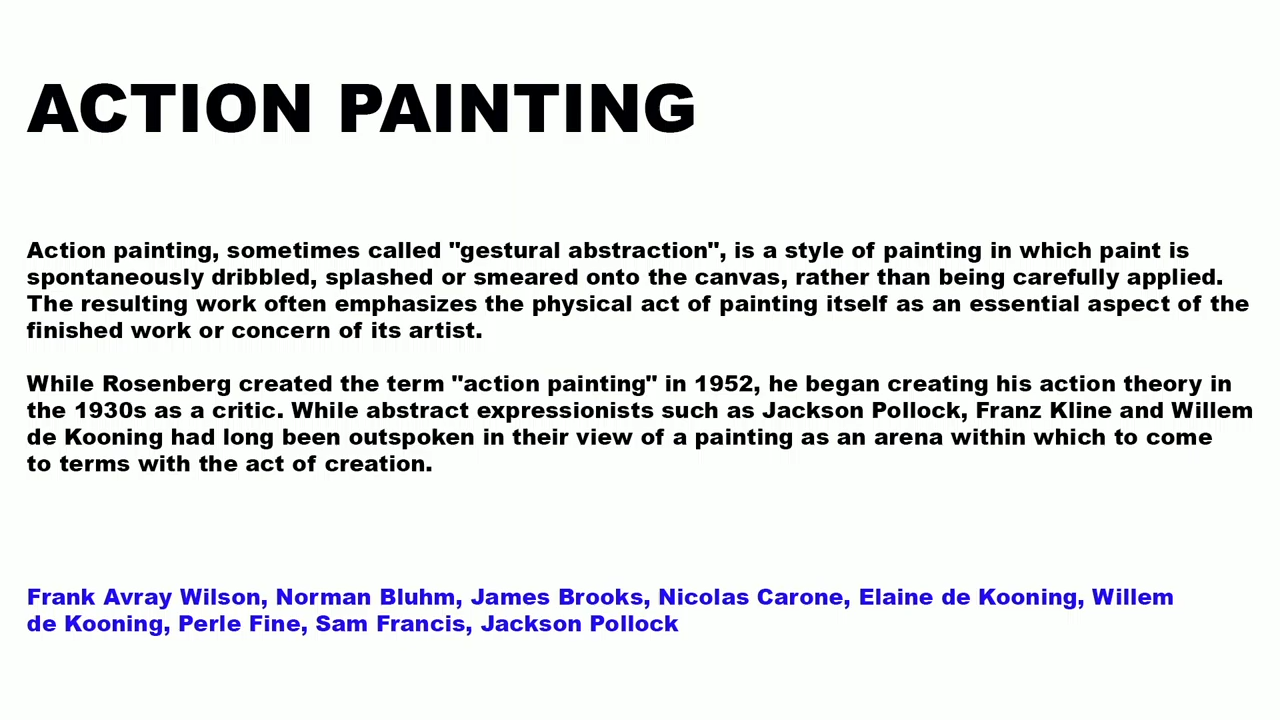 ACTION PAINTING
Action painting, sometimes called "gestural abstraction", is a style of painting in which paint is
spontaneously dribbled, splashed or smeared onto the canvas, rather than being carefully applied.
The resulting work often emphasizes the physical act of painting itself as an essential aspect of the
finished work or concern of its artist.
While Rosenberg created the term "action painting" in 1952, he began creating his action theory in
the 1930s as a critic. While abstract expressionists such as Jackson Pollock, Franz Kline and Willem
de Kooning had long been outspoken in their view of a painting as an arena within which to come
to terms with the act of creation.
Frank Avray Wilson, Norman Bluhm, James Brooks, Nicolas Carone, Elaine de Kooning, Willem
de Kooning, Perle Fine, Sam Francis, Jackson Pollock